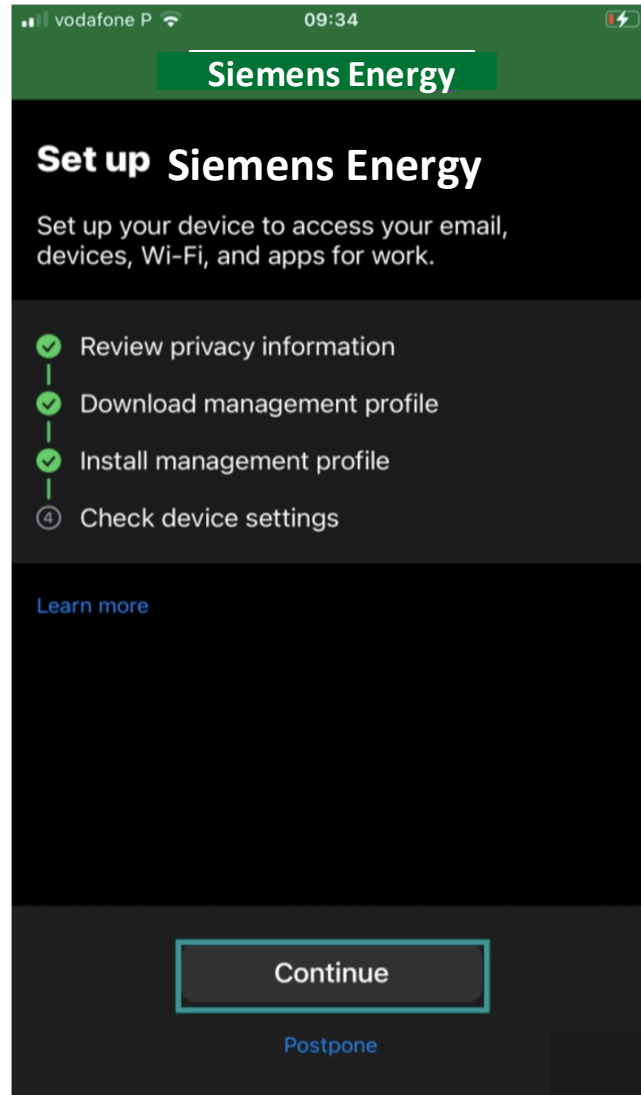 vodafone P 09:34
Siemens Energy
Set up Siemens Energy
Set up your device to access your email,
devices, Wi-Fi, and apps for work.
Review privacy information
Download management profile
Install management profile
4 Check device settings
Learn more
Continue
Postpone